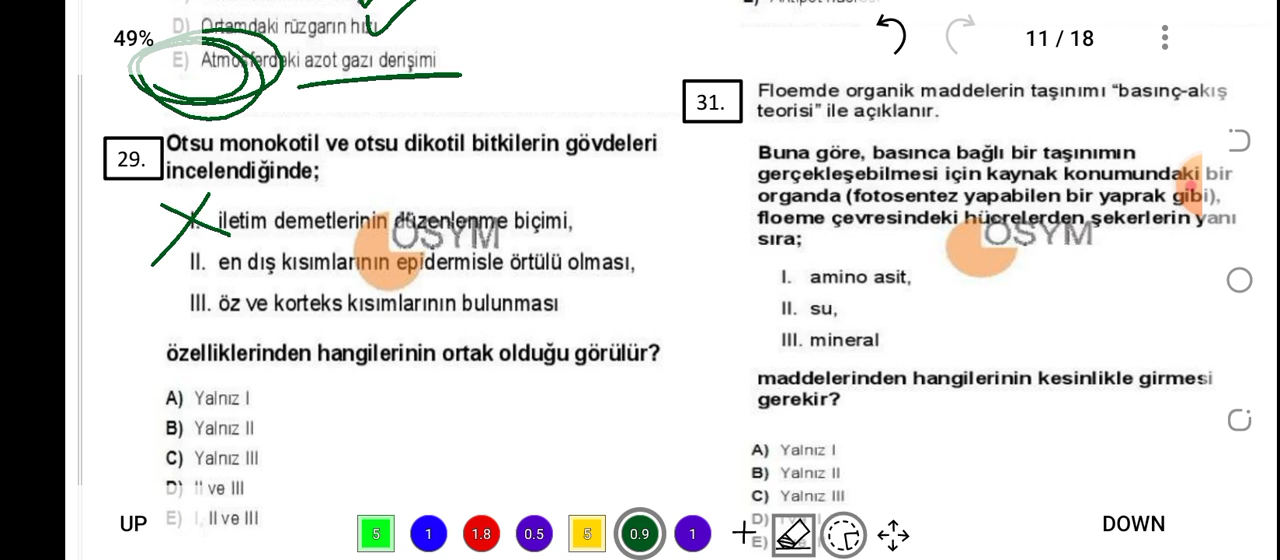 D) Ortamdaki rüzgarın hızı
49%
E) Atmosferdeki azot gazı derişimi
29.
Otsu monokotil ve otsu dikotil bitkilerin gövdeleri
incelendiğinde;
I. iletim demetlerinin düzenlenme biçimi,
II. en dış kısımlarının epidermisle örtülü olması,
III. öz ve korteks kısımlarının bulunması
ÖSYM
özelliklerinden hangilerinin ortak olduğu görülür?
A) Yalnız I
B) Yalnız II
C) Yalnız III
D) II ve III
E) I, II ve III
11 / 18
31.
Floemde organik maddelerin taşınımı “basınç-akış
teorisi” ile açıklanır.
Buna göre, basınca bağlı bir taşınımın
gerçekleşebilmesi için kaynak konumundaki bir
organda (fotosentez yapabilen bir yaprak gibi),
floeme çevresindeki hücrelerden şekerlerin yanı
sıra;
ÖSYM
I. amino asit,
II. su,
III. mineral
maddelerinden hangilerinin kesinlikle girmesi
gerekir?
A) Yalnız I
B) Yalnız II
C) Yalnız III
D)
E)
UP
5
1
1.8
0.5
5
0.9
1
DOWN